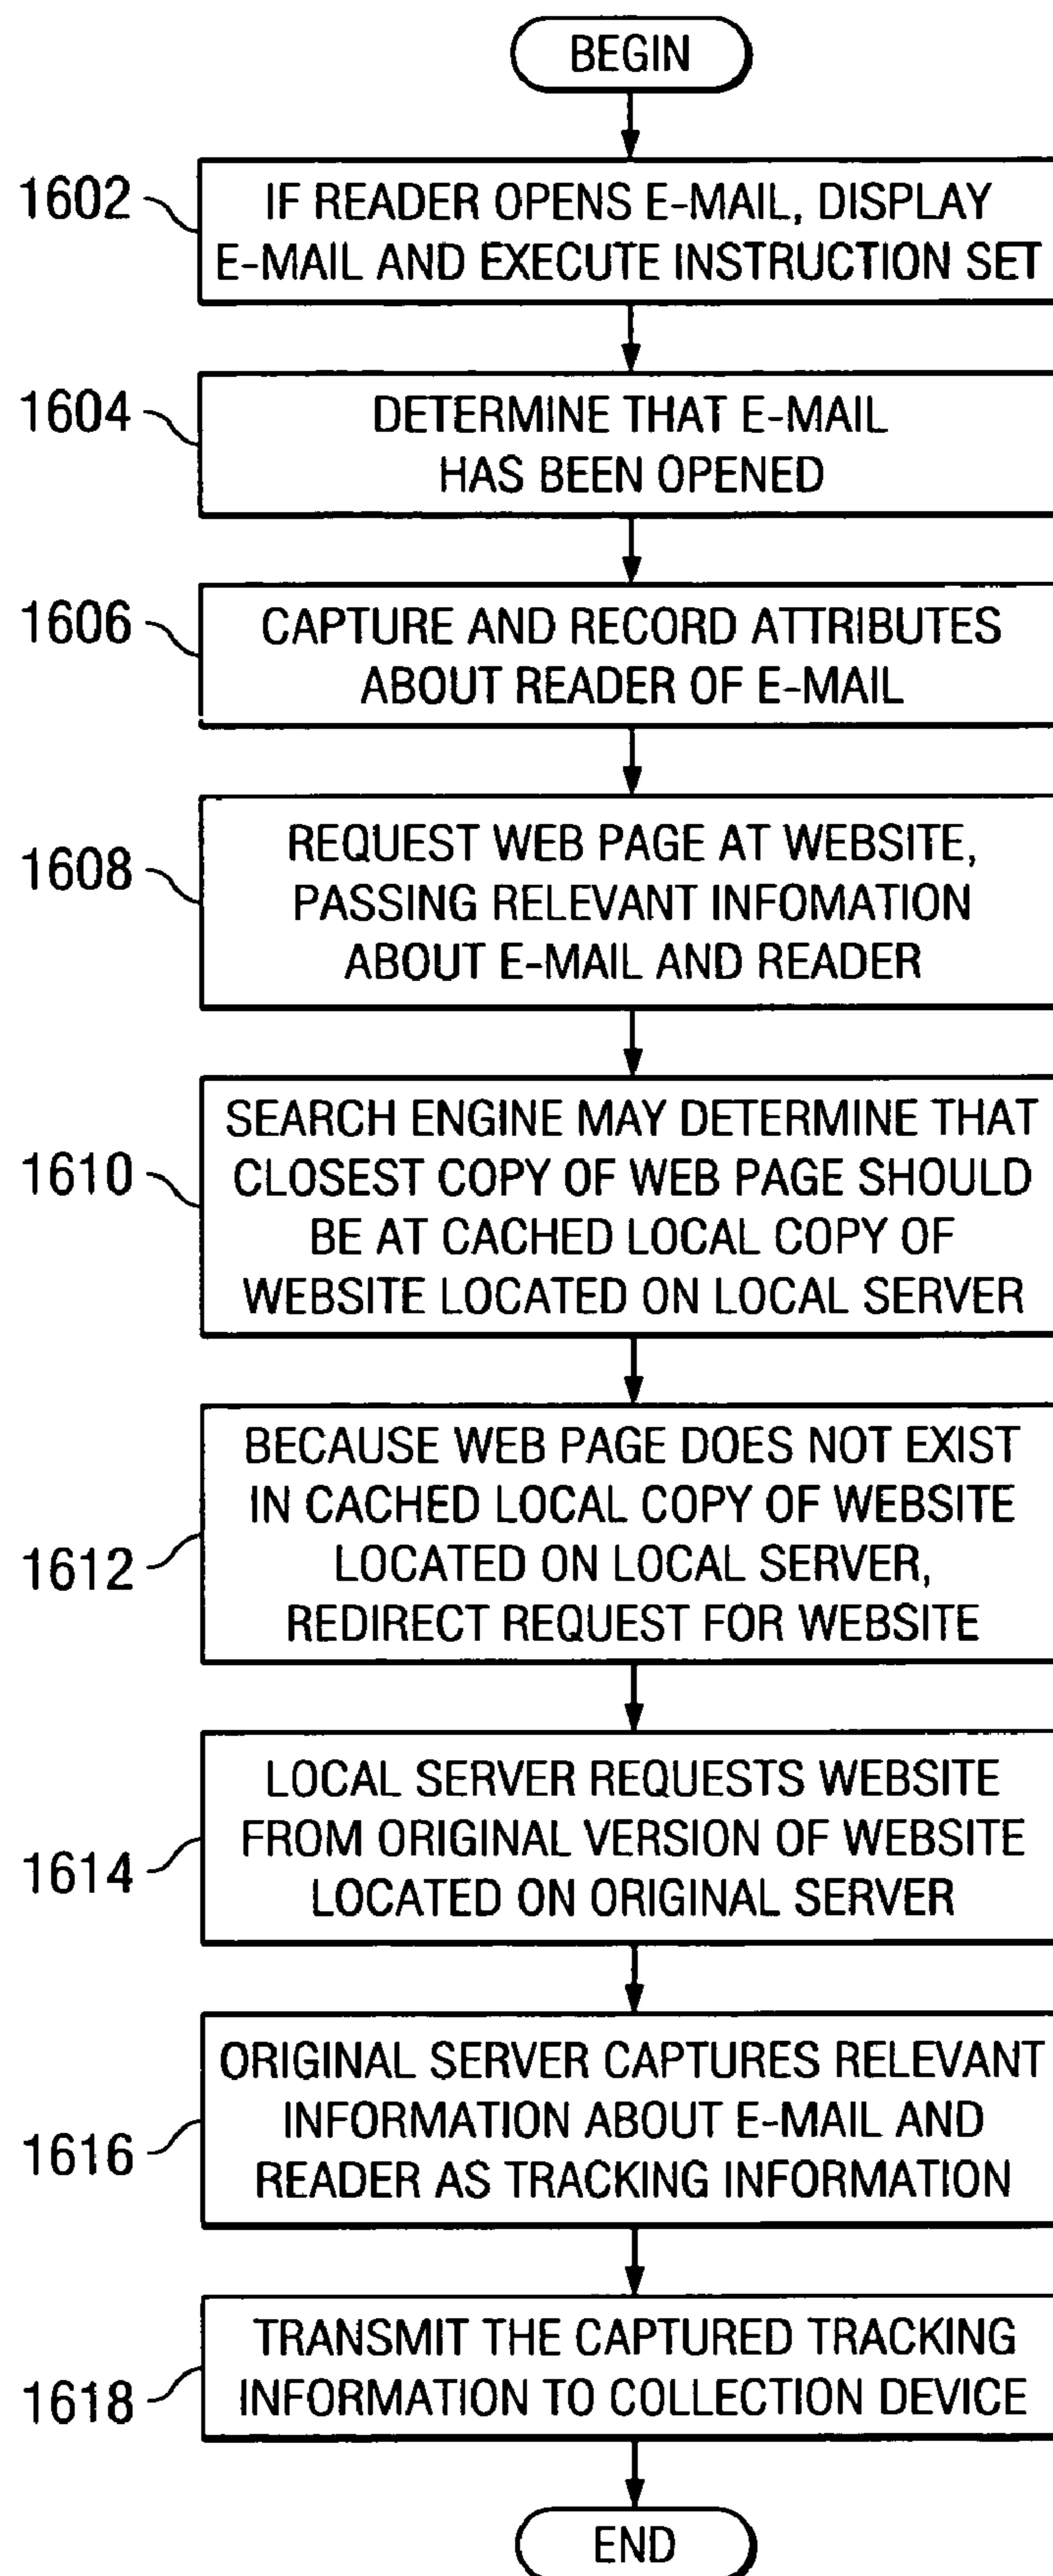 BEGIN
1602
IF READER OPENS E-MAIL, DISPLAY
E-MAIL AND EXECUTE INSTRUCTION SET
1604
DETERMINE THAT E-MAIL
HAS BEEN OPENED
1606
CAPTURE AND RECORD ATTRIBUTES
ABOUT READER OF E-MAIL
1608
REQUEST WEB PAGE AT WEBSITE,
PASSING RELEVANT INFOMATION
ABOUT E-MAIL AND READER
1610
SEARCH ENGINE MAY DETERMINE THAT
CLOSEST COPY OF WEB PAGE SHOULD
BE AT CACHED LOCAL COPY OF
WEBSITE LOCATED ON LOCAL SERVER
1612
BECAUSE WEB PAGE DOES NOT EXIST
IN CACHED LOCAL COPY OF WEBSITE
LOCATED ON LOCAL SERVER,
REDIRECT REQUEST FOR WEBSITE
1614
LOCAL SERVER REQUESTS WEBSITE
FROM ORIGINAL VERSION OF WEBSITE
LOCATED ON ORIGINAL SERVER
1616
ORIGINAL SERVER CAPTURES RELEVANT
INFORMATION ABOUT E-MAIL AND
READER AS TRACKING INFORMATION
1618
TRANSMIT THE CAPTURED TRACKING
INFORMATION TO COLLECTION DEVICE
END